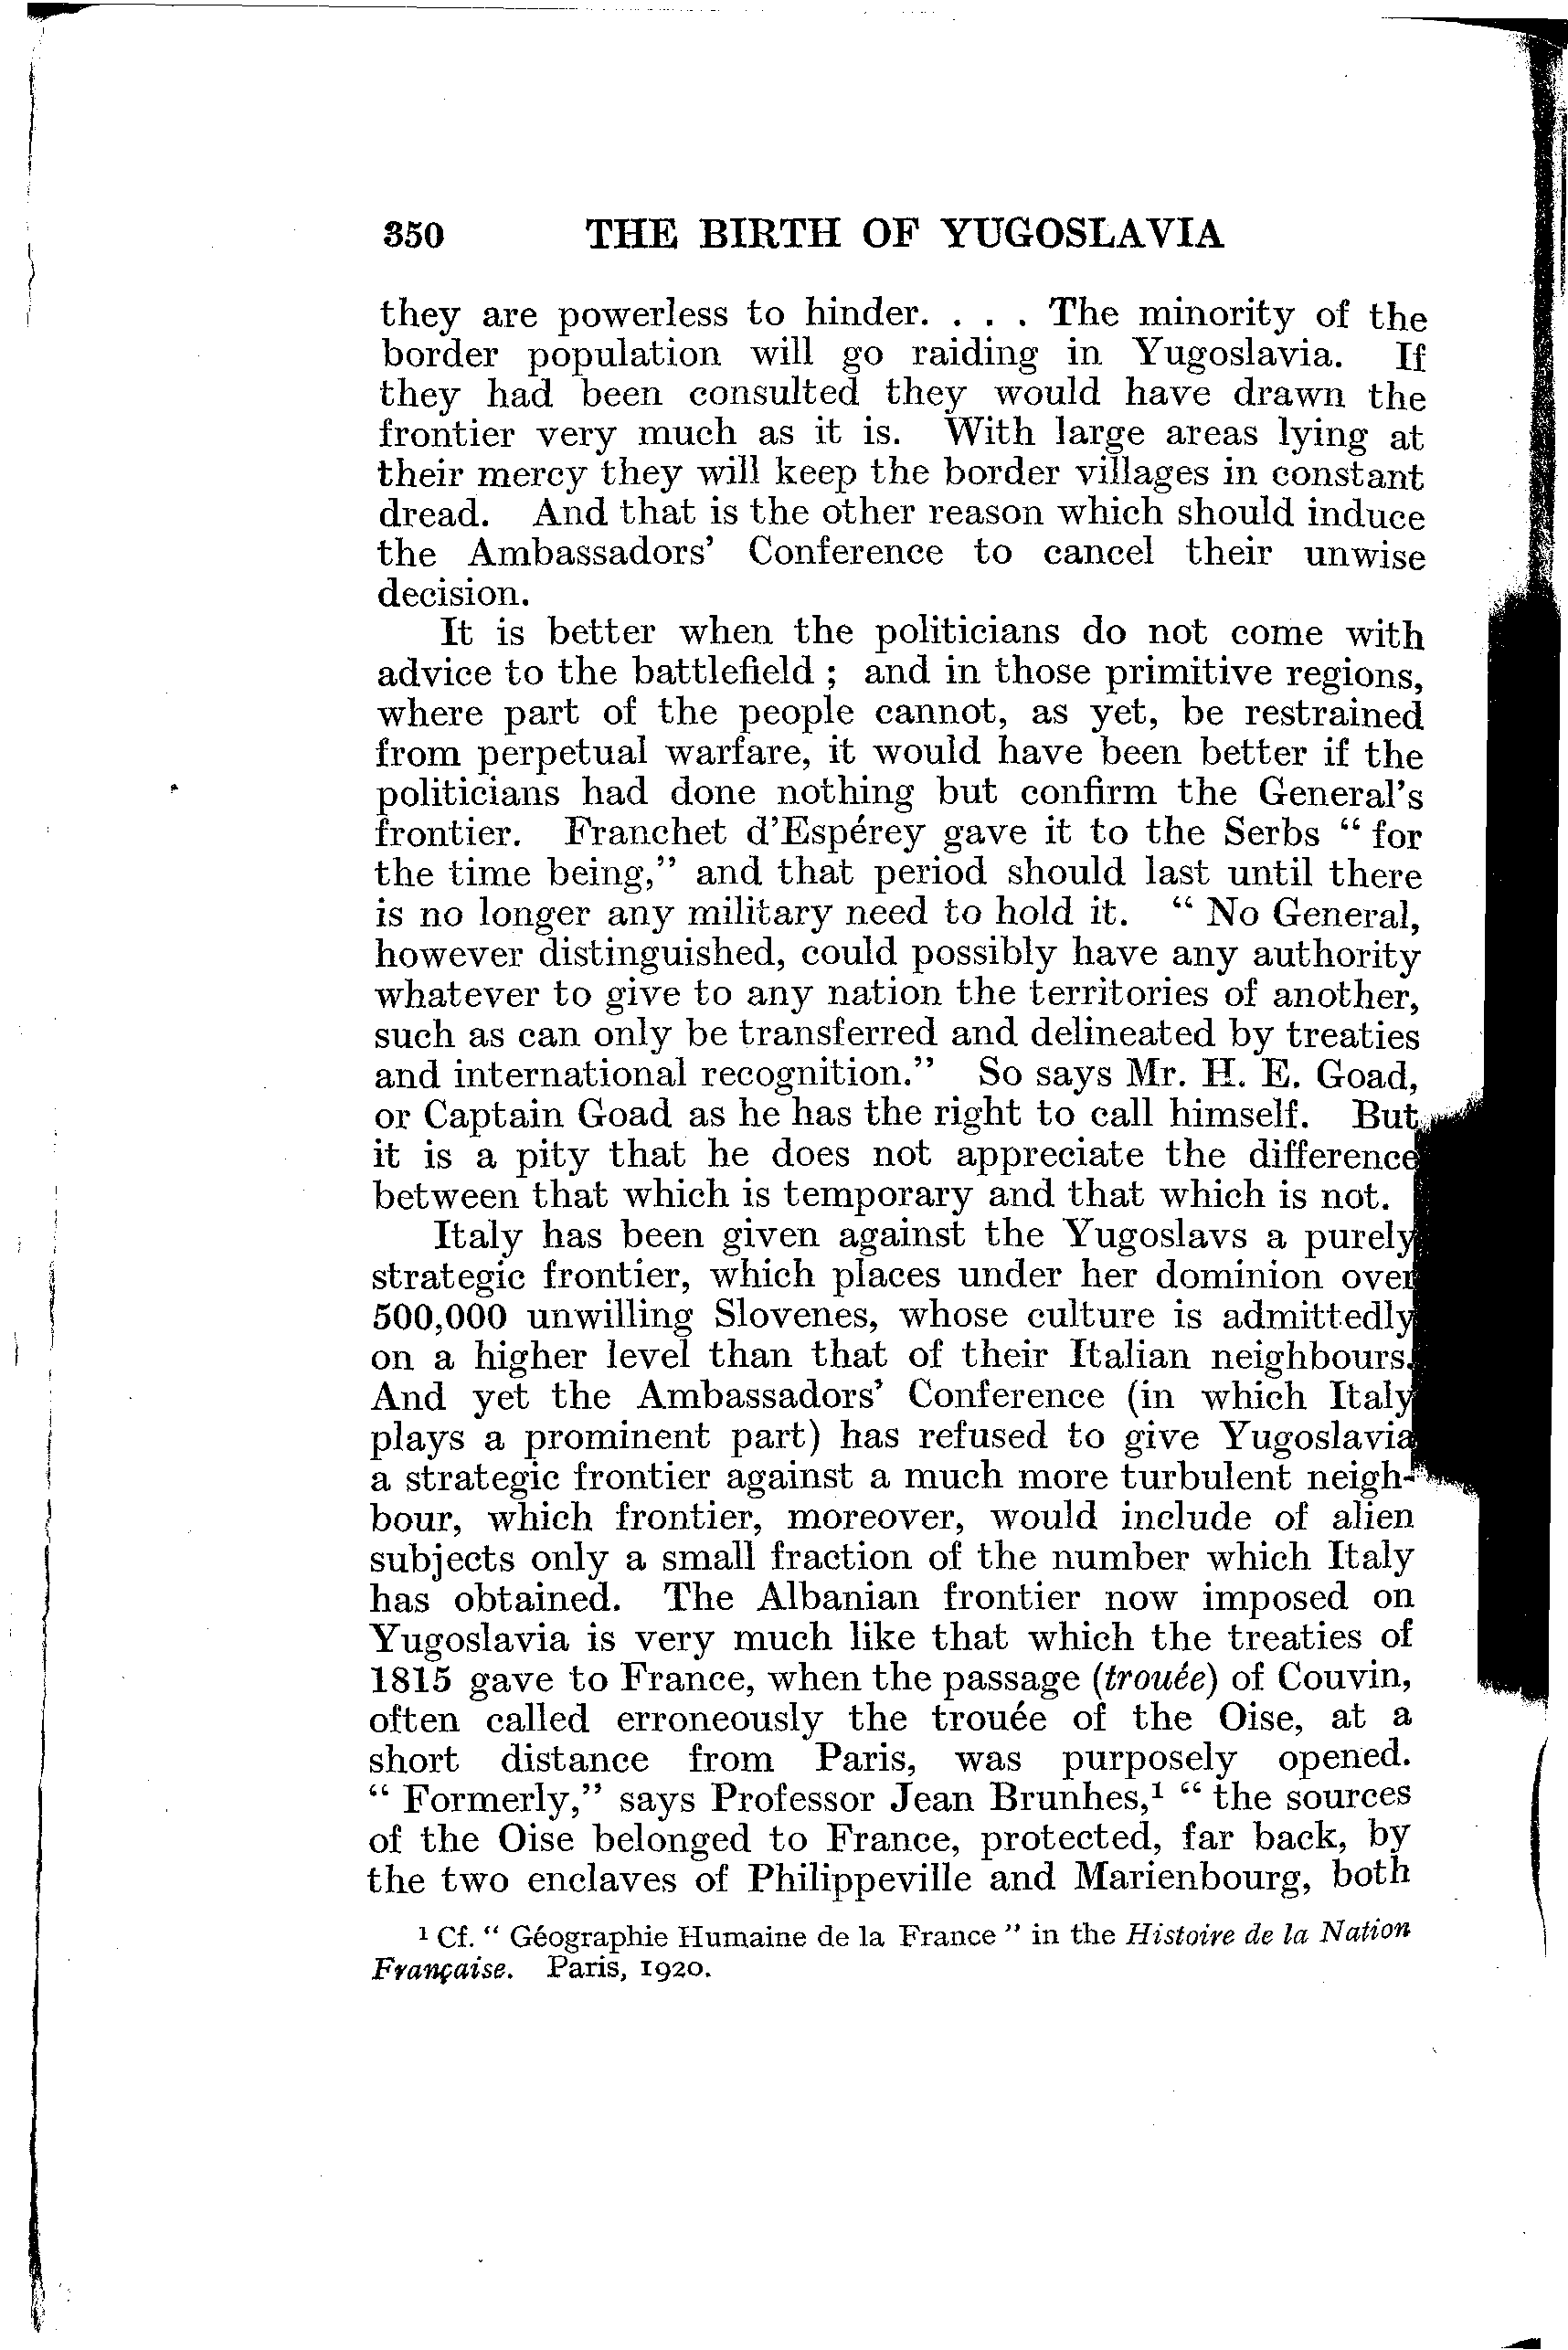 350 THE BIRTH OF YUGOSLAVIA
they are powerless to hinder. . . . The minority of the
border population will go raiding in Yugoslavia. If
they had been consulted they would have drawn the
frontier very much as it is. With large areas lying at
their mercy they will keep the border villages in constant
dread. And that is the other reason which should induce
the Ambassadors' Conference to cancel their unwise
decision.
It is better when the politicians do not come with
advice to the battlefield ; and in those primitive regions,
where part of the people cannot, as yet, be restrained
from perpetual warfare, it would have been better if the
politicians had done nothing but confirm the General's
frontier. Franchet d'Espérey gave it to the Serbs “ for
the time being,” and that period should last until there
is no longer any military need to hold it. “ No General,
however distinguished, could possibly have any authority
whatever to give to any nation the territories of another,
such as can only be transferred and delineated by treaties
and international recognition.” So says Mr. H. E. Goad,
or Captain Goad as he has the right to call himself. But
it is a pity that he does not appreciate the difference
between that which is temporary and that which is not.
Italy has been given against the Yugoslavs a purely
strategic frontier, which places under her dominion over
500,000 unwilling Slovenes, whose culture is admittedly
on a higher level than that of their Italian neighbours.
And yet the Ambassadors' Conference (in which Italy
plays a prominent part) has refused to give Yugoslavia
a strategic frontier against a much more turbulent neigh-
bour, which frontier, moreover, would include of alien
subjects only a small fraction of the number which Italy
has obtained. The Albanian frontier now imposed on
Yugoslavia is very much like that which the treaties of
1815 gave to France, when the passage (trouée) of Couvin,
often called erroneously the trouée of the Oise, at a
short distance from Paris, was purposely opened.
“ Formerly,” says Professor Jean Brunhes,¹ “ the sources
of the Oise belonged to France, protected, far back, by
the two enclaves of Philippeville and Marienbourg, both
¹ Cf. “ Géographie Humaine de la France ” in the Histoire de la Nation
Française. Paris, 1920.